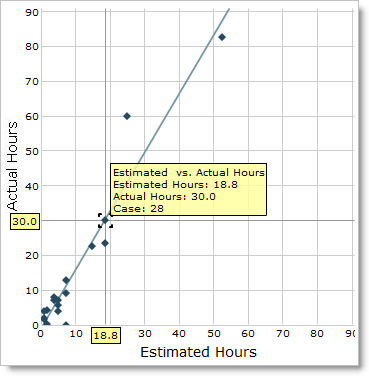 90
80
70
60
50
40
30.0
20
10
0
Actual Hours
Estimated  vs. Actual Hours
Estimated Hours: 18.8
Actual Hours: 30.0
Case: 28
0 10 18.8 30 40 50 60 70 80 90
Estimated Hours